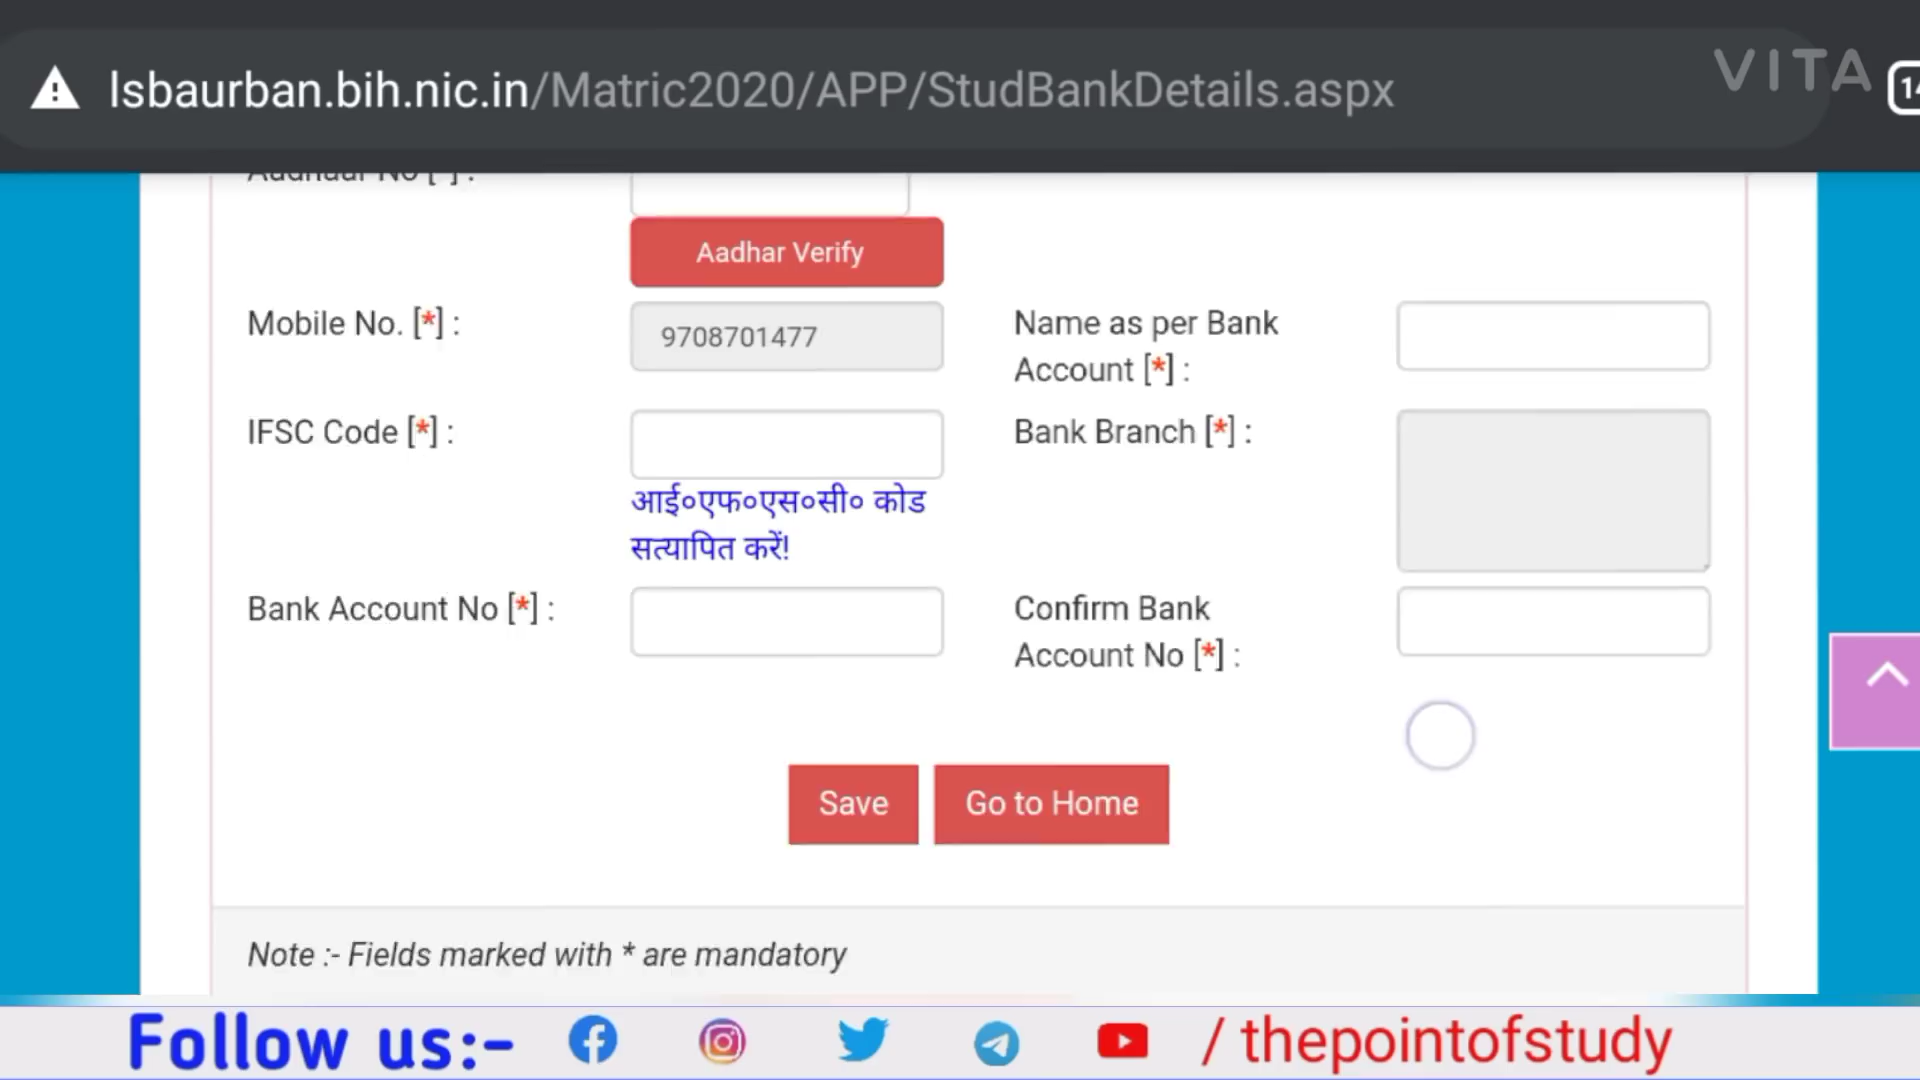 lsbaurban.bih.nic.in/Matric2020/APP/StudBankDetails.aspx
VITA
Aadhaar No [*] :
Aadhar Verify
Mobile No. [*] :
9708701477
Name as per Bank
Account [*] :
IFSC Code [*] :
Bank Branch [*] :
आई०एफ०एस०सी० कोड
सत्यापित करें!
Bank Account No [*] :
Confirm Bank
Account No [*] :
Save
Go to Home
Note :- Fields marked with * are mandatory
Follow us:- / thepointofstudy